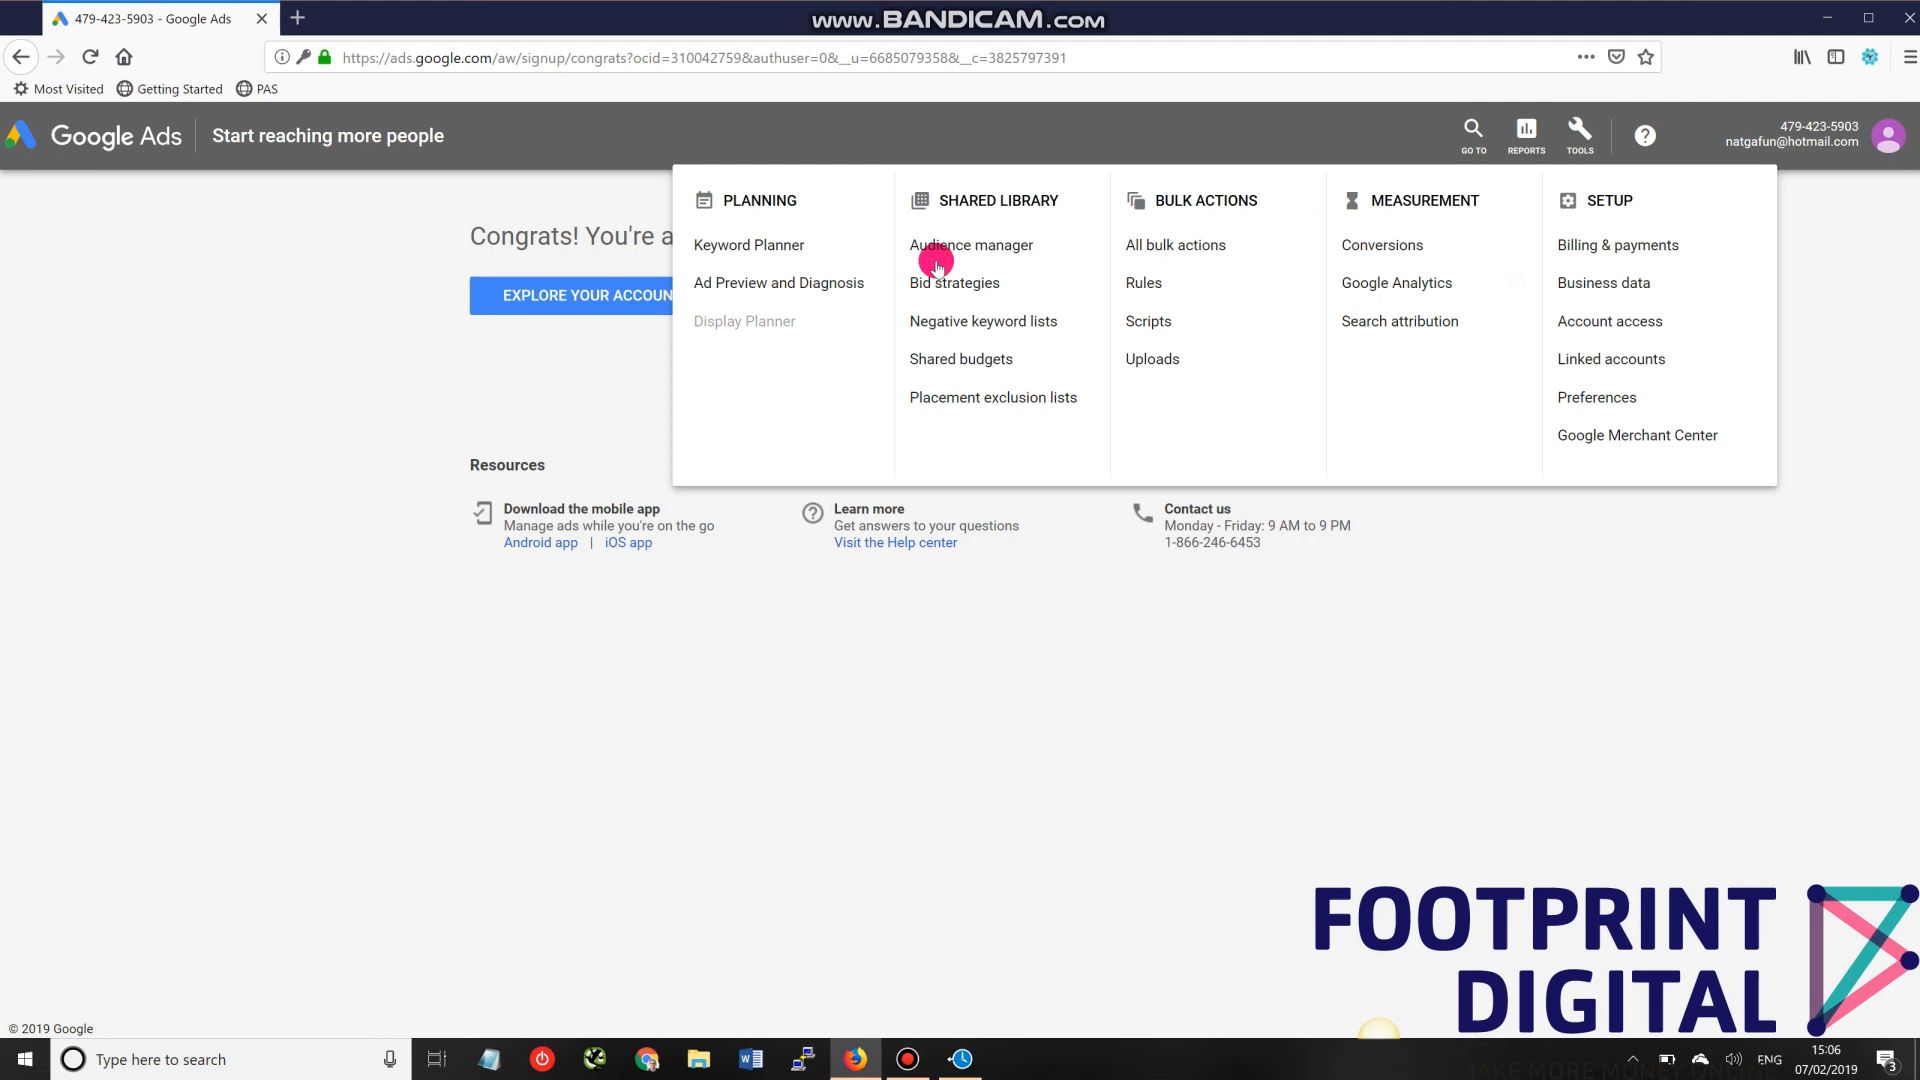 479-423-5903 - Google Ads
www.BANDICAM.com
https://ads.google.com/aw/signup/congrats?ocid=310042759&authuser=0&__u=6685079358&__c=3825797391
Most Visited
Getting Started
PAS
Google Ads
Start reaching more people
GO TO
REPORTS
TOOLS
479-423-5903
natgafun@hotmail.com
Congrats! You're a
EXPLORE YOUR ACCOUN
PLANNING
Keyword Planner
Ad Preview and Diagnosis
Display Planner
SHARED LIBRARY
Audience manager
Bid strategies
Negative keyword lists
Shared budgets
Placement exclusion lists
BULK ACTIONS
All bulk actions
Rules
Scripts
Uploads
MEASUREMENT
Conversions
Google Analytics
Search attribution
SETUP
Billing & payments
Business data
Account access
Linked accounts
Preferences
Google Merchant Center
Resources
Download the mobile app
Manage ads while you're on the go
Android app | iOS app
Learn more
Get answers to your questions
Visit the Help center
Contact us
Monday - Friday: 9 AM to 9 PM
1-866-246-6453
FOOTPRINT
DIGITAL
MAKE MORE MONEY ONLINE
© 2019 Google
Type here to search
ENG
15:06
07/02/2019
3